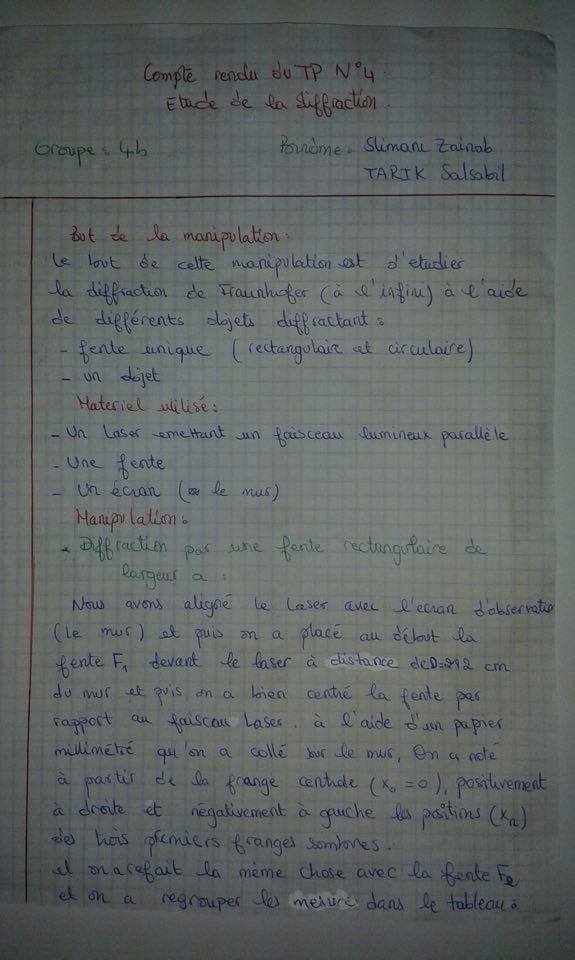 Compte rendu du TP N°4
Etude de la diffraction.
Groupe: 4b
Binôme: Slimani Zainab
TARIK Salsabil
But de la manipulation:
Le but de cette manipulation est d'etudier
la diffraction de Fraunhofer (à l'infini) à l'aide
de différents objets diffractant:
- fente unique (rectangulaire et circulaire)
- un objet
Materiel utilisé:
- Un Laser emettant un faisceau lumineux parallèle
- Une fente
- Un écran (le mur)
Manipulation:
* Diffraction par une fente rectangulaire de
largeur a:
Nous avons aligné le Laser avec l'écran d'observatio
(le mur) et puis on a placé au début la
fente F1 devant le laser à distance de D=212 cm
du mur et puis on a bien centré la fente par
rapport au faiscau Laser. à l'aide d'un papier
millimétré qu'on a collé sur le mur, On a noté
à partir de la frange centrale (x0=0), positivement
à droite et négativement à gauche les positions (xn)
des trois premiers franges sombres.
et on a refait la même chose avec la fente F2
et on a regrouper les mesure dans le tableau: